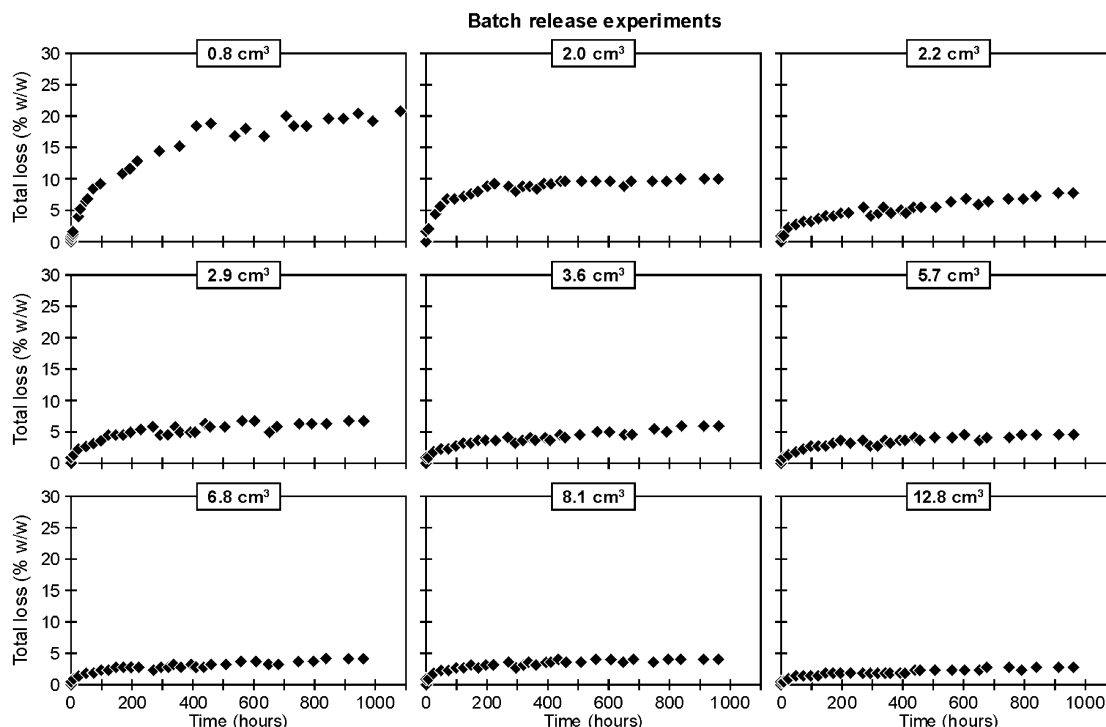 Batch release experiments
0.8 cm³
2.0 cm³
2.2 cm³
Total loss (% w/w)
30
25
20
15
10
5
0
2.9 cm³
3.6 cm³
5.7 cm³
Total loss (% w/w)
30
25
20
15
10
5
0
6.8 cm³
8.1 cm³
12.8 cm³
Total loss (% w/w)
30
25
20
15
10
5
0
0 200 400 600 800 1000 0 200 400 600 800 1000 0 200 400 600 800 1000
Time (hours) Time (hours) Time (hours)